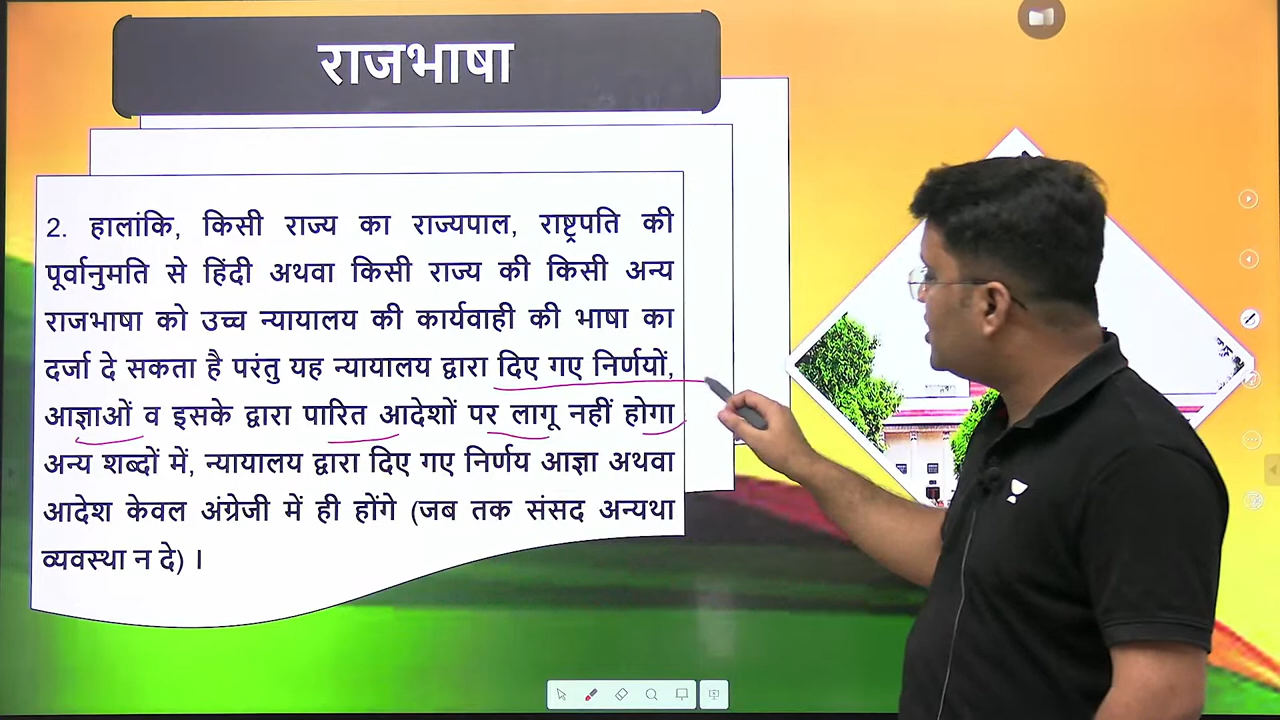 राजभाषा
2. हालांकि, किसी राज्य का राज्यपाल, राष्ट्रपति की
पूर्वानुमति से हिंदी अथवा किसी राज्य की किसी अन्य
राजभाषा को उच्च न्यायालय की कार्यवाही की भाषा का
दर्जा दे सकता है परंतु यह न्यायालय द्वारा दिए गए निर्णयों,
आज्ञाओं व इसके द्वारा पारित आदेशों पर लागू नहीं होगा
अन्य शब्दों में, न्यायालय द्वारा दिए गए निर्णय आज्ञा अथवा
आदेश केवल अंग्रेजी में ही होंगे (जब तक संसद अन्यथा
व्यवस्था न दे) ।